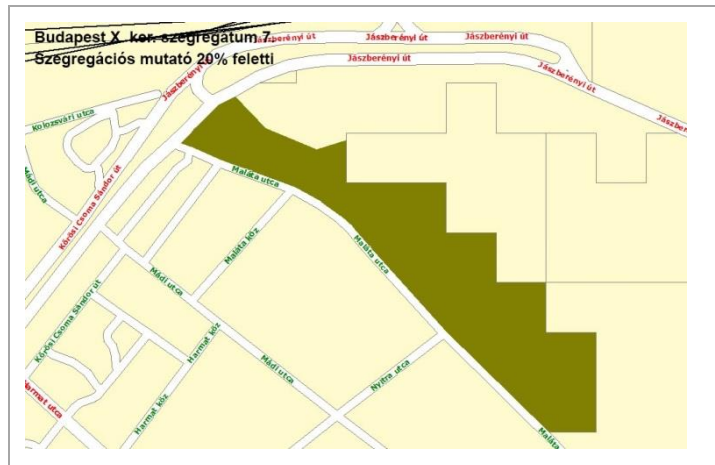 Budapest X. ker. szegregátum 7.
Szegregációs mutató 20% feletti
Jászberényi út
Jászberényi út
Jászberényi út
Jászberényi út
Jászberényi út
Jászberényi út
Kolozsvári utca
Mádi utca
Kőrösi Csoma Sándor út
Maláta utca
Maláta köz
Maláta utca
Mádi utca
Kőrösi Csoma Sándor út
Harmat köz
Mádi utca
Nyitra utca
Harmat utca
Harmat köz
Maláta